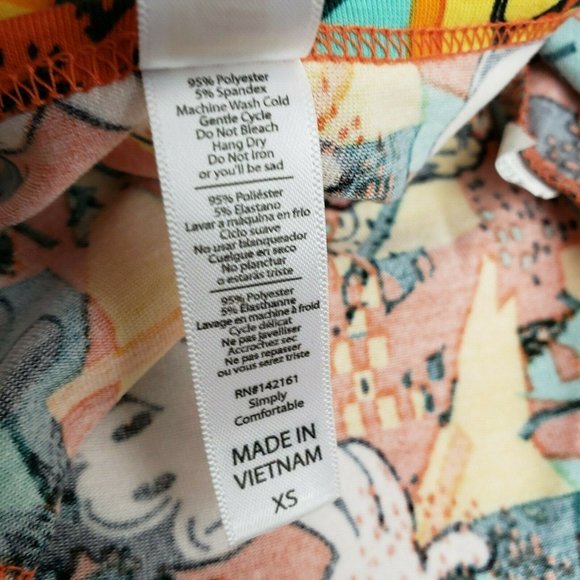 95% Polyester
5% Spandex
Machine Wash Cold
Gentle Cycle
Do Not Bleach
Hang Dry
Do Not Iron
or you'll be sad
95% Poliéster
5% Elastano
Lavar a máquina en frío
Ciclo suave
No usar blanqueador
Cuelgue en seco
No planchar
o estarás triste
95% Polyester
5% Elasthanne
Lavage en machine à froid
Cycle délicat
Ne pas javelliser
Accrochez sec
Ne pas repasser
ou vous serez triste
RN#142161
Simply
Comfortable
MADE IN
VIETNAM
XS